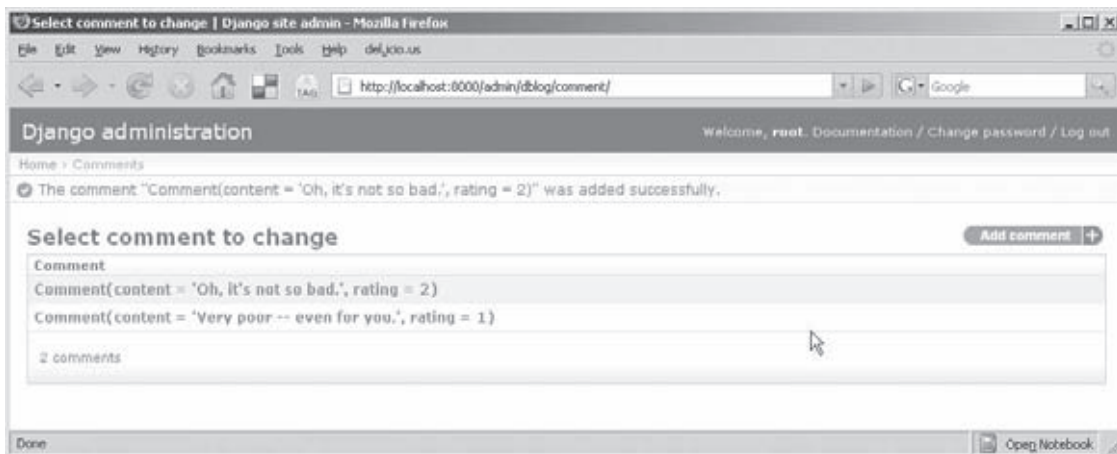 Select comment to change | Django site admin - Mozilla Firefox
File Edit View History Bookmarks Tools Help del.icio.us
TAG http://localhost:8000/admin/dblog/comment/ G Google
Django administration Welcome, root. Documentation / Change password / Log out
Home › Comments
The comment "Comment(content = 'Oh, it's not so bad.', rating = 2)" was added successfully.
Select comment to change Add comment +
Comment
Comment(content = 'Oh, it's not so bad.', rating = 2)
Comment(content = 'Very poor -- even for you.', rating = 1)
2 comments
Done Open Notebook